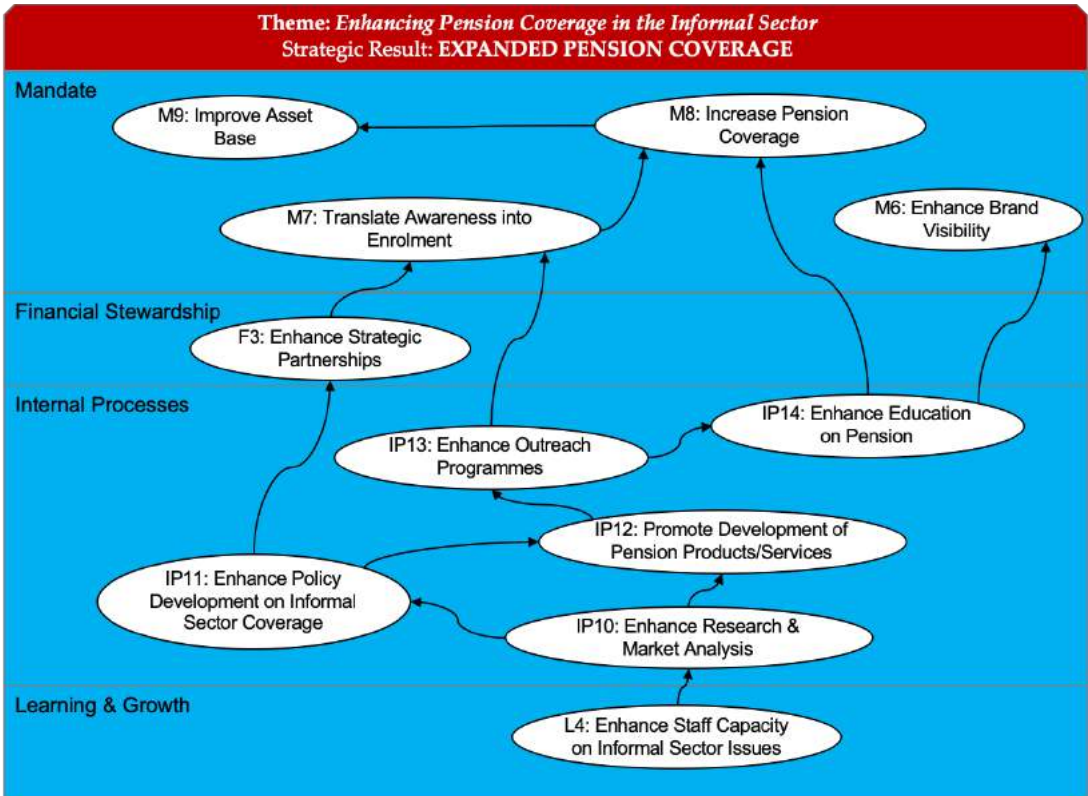 Theme: Enhancing Pension Coverage in the Informal Sector
Strategic Result: EXPANDED PENSION COVERAGE
Mandate
M9: Improve Asset
Base
M8: Increase Pension
Coverage
M7: Translate Awareness into
Enrolment
M6: Enhance Brand
Visibility
Financial Stewardship
F3: Enhance Strategic
Partnerships
Internal Processes
IP14: Enhance Education
on Pension
IP13: Enhance Outreach
Programmes
IP12: Promote Development of
Pension Products/Services
IP11: Enhance Policy
Development on Informal
Sector Coverage
IP10: Enhance Research &
Market Analysis
Learning & Growth
L4: Enhance Staff Capacity
on Informal Sector Issues